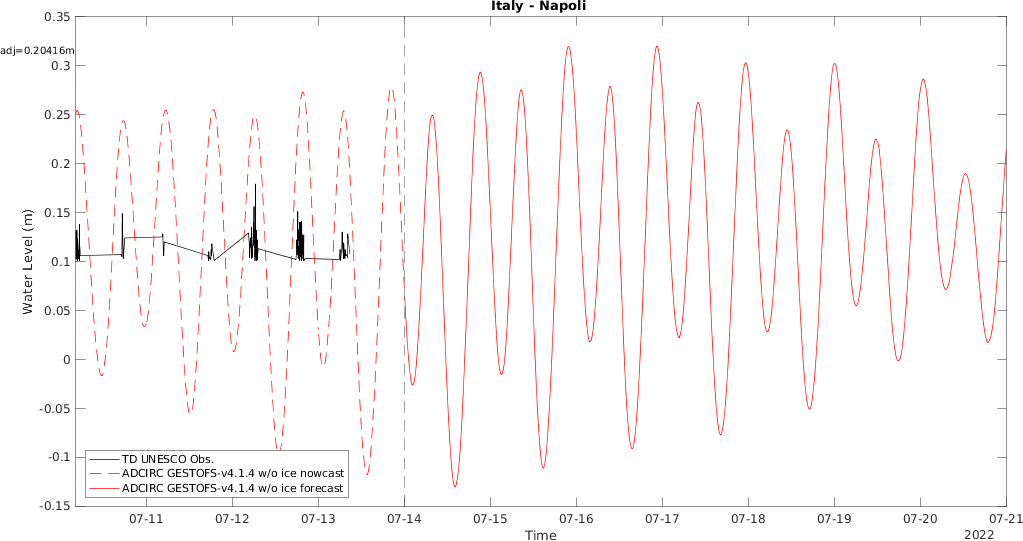 Italy - Napoli
adj=0.20416m
0.35
0.3
0.25
0.2
0.15
0.1
0.05
0
-0.05
-0.1
-0.15
Water Level (m)
TD UNESCO Obs.
ADCIRC GESTOFS-v4.1.4 w/o ice nowcast
ADCIRC GESTOFS-v4.1.4 w/o ice forecast
07-11 07-12 07-13 07-14 07-15 07-16 07-17 07-18 07-19 07-20 07-21
Time
2022